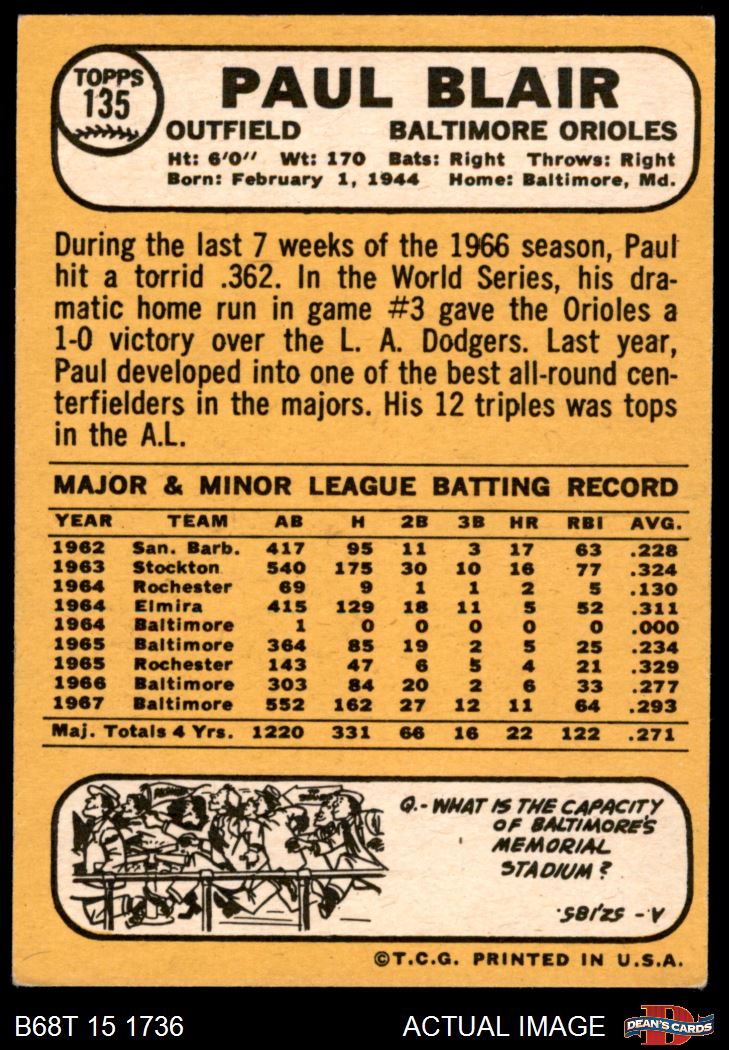 TOPPS
135
PAUL BLAIR
OUTFIELD BALTIMORE ORIOLES
Ht: 6'0" Wt: 170 Bats: Right Throws: Right
Born: February 1, 1944 Home: Baltimore, Md.
During the last 7 weeks of the 1966 season, Paul
hit a torrid .362. In the World Series, his dra-
matic home run in game #3 gave the Orioles a
1-0 victory over the L. A. Dodgers. Last year,
Paul developed into one of the best all-round cen-
terfielders in the majors. His 12 triples was tops
in the A.L.
MAJOR & MINOR LEAGUE BATTING RECORD
YEAR TEAM AB H 2B 3B HR RBI AVG.
1962 San. Barb. 417 95 11 3 17 63 .228
1963 Stockton 540 175 30 10 16 77 .324
1964 Rochester 69 9 1 1 2 5 .130
1964 Elmira 415 129 18 11 5 52 .311
1964 Baltimore 1 0 0 0 0 0 .000
1965 Baltimore 364 85 19 2 5 25 .234
1965 Rochester 143 47 6 5 4 21 .329
1966 Baltimore 303 84 20 2 6 33 .277
1967 Baltimore 552 162 27 12 11 64 .293
Maj. Totals 4 Yrs. 1220 331 66 16 22 122 .271
Q.- WHAT IS THE CAPACITY
OF BALTIMORE'S
MEMORIAL
STADIUM?
A- 52,185.
©T.C.G. PRINTED IN U.S.A.
B68T 15 1736 ACTUAL IMAGE
D
DEAN'S CARDS